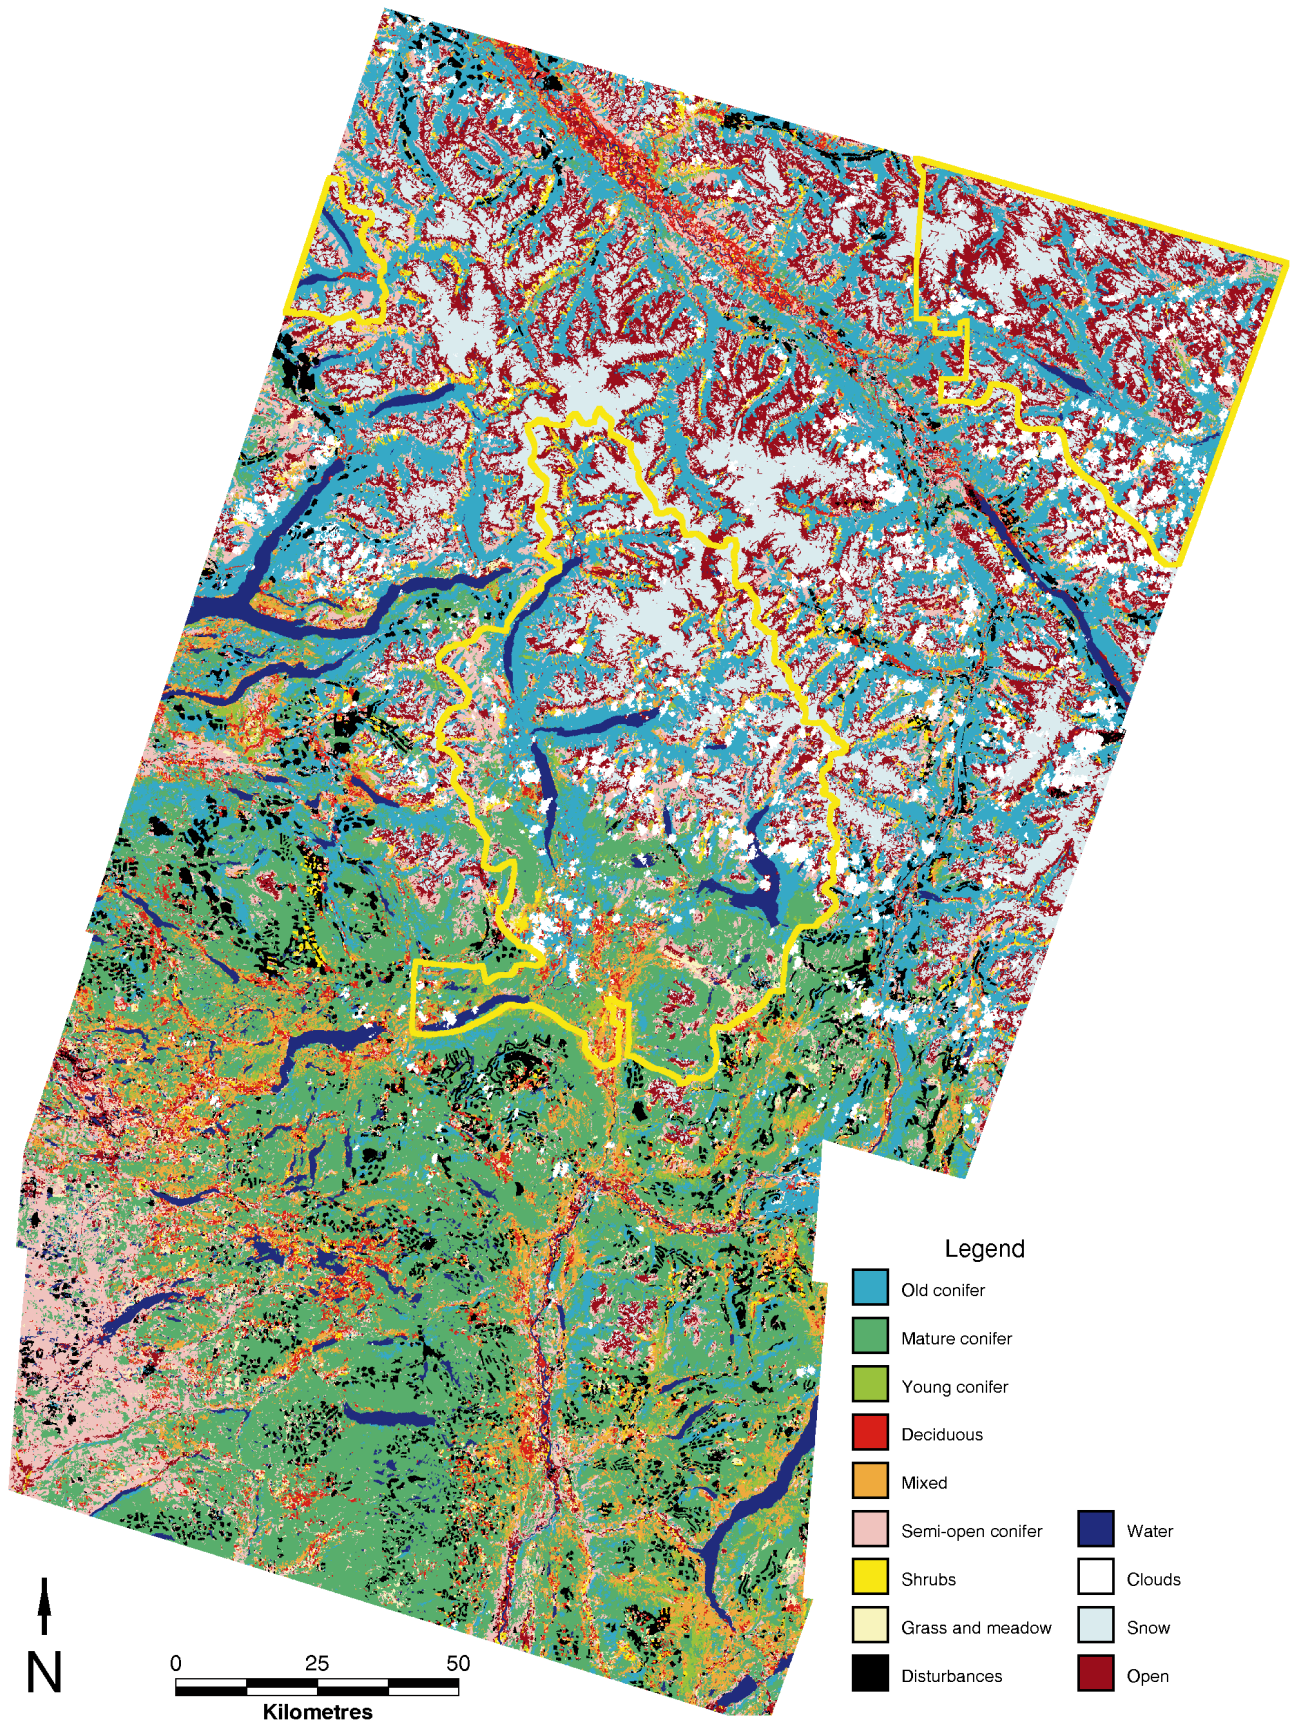 Legend
Old conifer
Mature conifer
Young conifer
Deciduous
Mixed
Semi-open conifer
Shrubs
Grass and meadow
Disturbances
Water
Clouds
Snow
Open
N
0 25 50
Kilometres